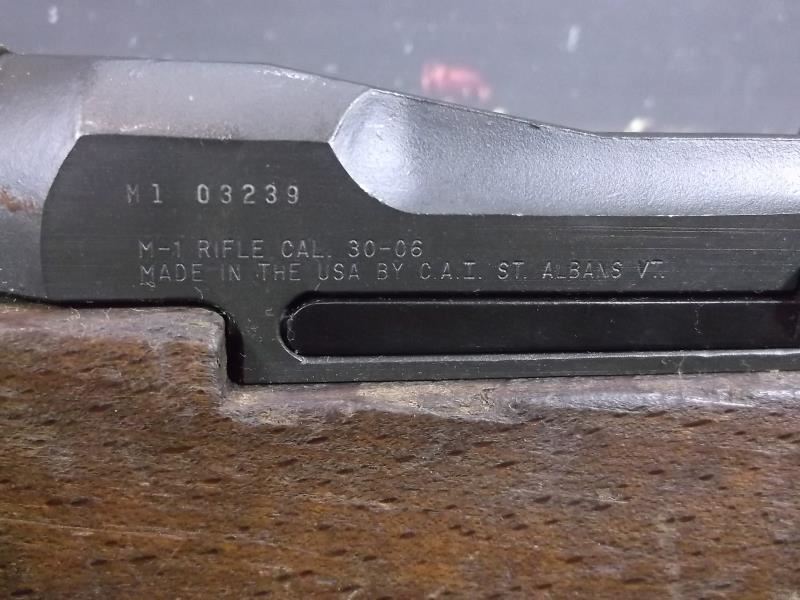 M1 03239
M-1 RIFLE CAL. 30-06
MADE IN THE USA BY C.A.I. ST. ALBANS VT.